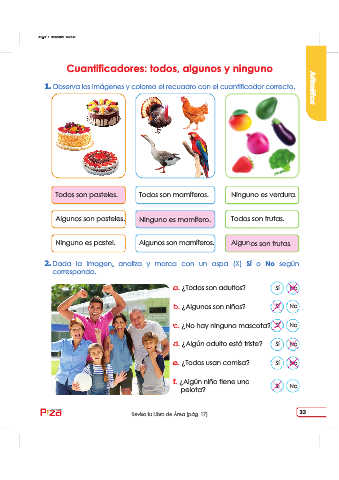 Cuantificadores: todos, algunos y ninguno
Aritmética
1. Observa las imágenes y colorea el recuadro con el cuantificador correcto.
Todos son pasteles. Todos son mamíferos. Ninguno es verdura.
Algunos son pasteles. Ninguno es mamífero. Todos son frutas.
Ninguno es pastel. Algunos son mamíferos. Algunos son frutas
2. Dada la imagen, analiza y marca con un aspa (X) Sí o No según
corresponda.
a. ¿Todos son adultos? Sí No
b. ¿Algunos son niños? Sí No
c. ¿No hay ninguna mascota? Sí No
d. ¿Algún adulto está triste? Sí No
e. ¿Todos usan camisa? Sí No
f. ¿Algún niño tiene una
pelota? Sí No
Revisa tu Libro de Área (pág. 17)
33